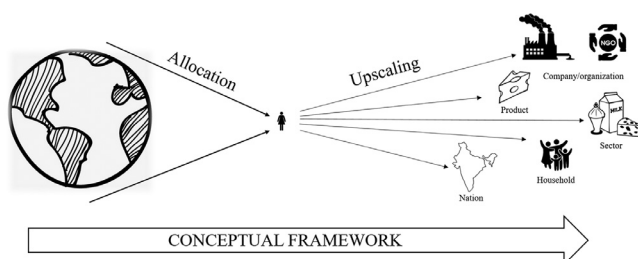 Allocation
Upscaling
NGO
Company/organization
Product
MILK
Sector
Household
Nation
CONCEPTUAL FRAMEWORK